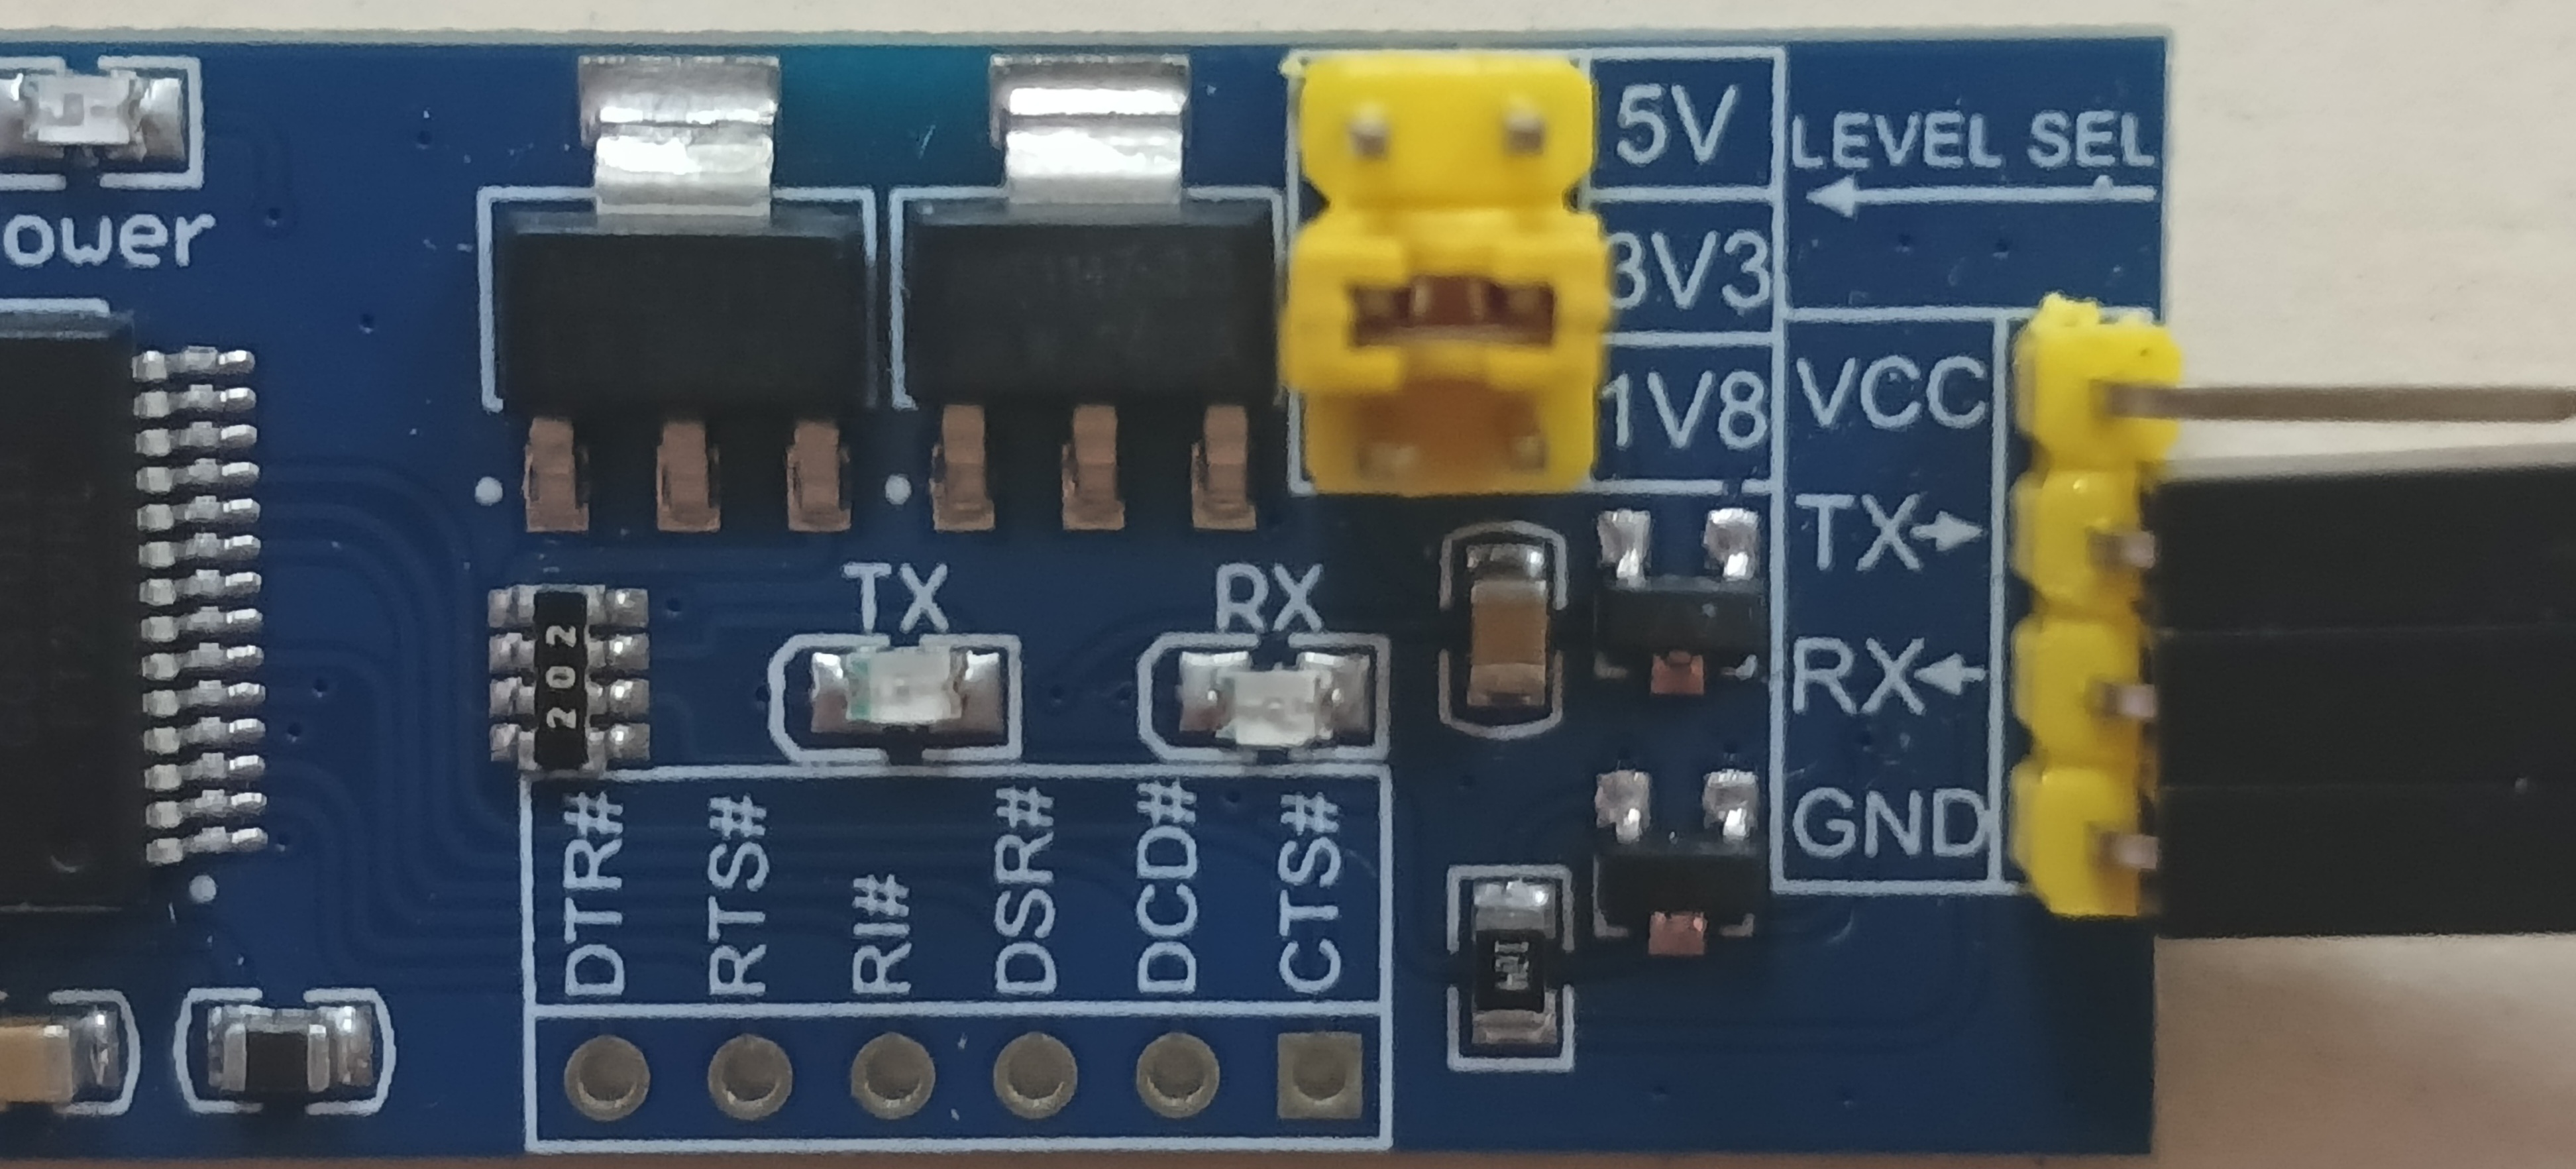 ower
5V
3V3
1V8
LEVEL SEL
VCC
TX
RX
GND
TX
RX
202
DTR#
RTS#
RI#
DSR#
DCD#
CTS#